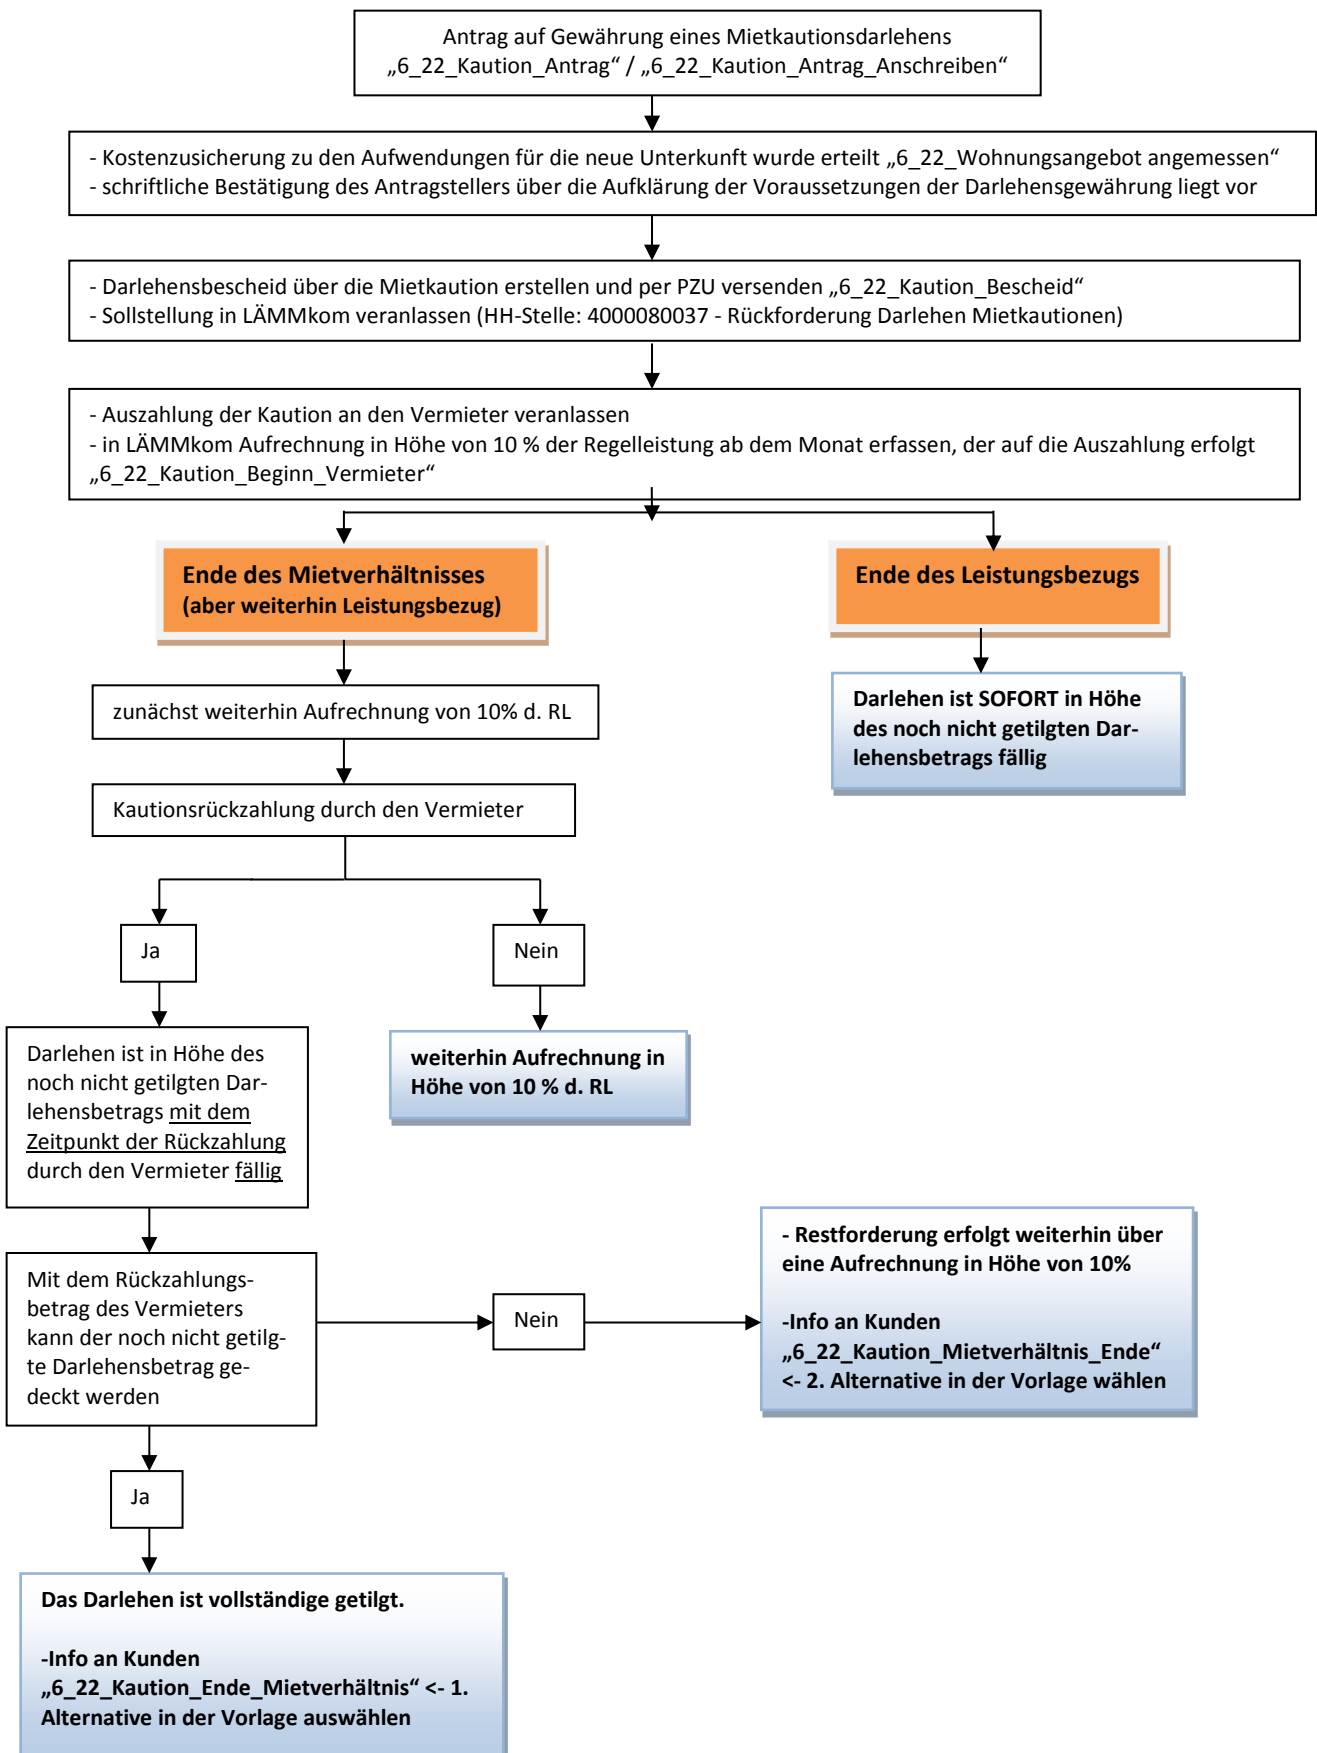 Antrag auf Gewährung eines Mietkautionsdarlehens
„6_22_Kaution_Antrag“ / „6_22_Kaution_Antrag_Anschreiben“
- Kostenzusicherung zu den Aufwendungen für die neue Unterkunft wurde erteilt „6_22_Wohnungsangebot angemessen“
- schriftliche Bestätigung des Antragstellers über die Aufklärung der Voraussetzungen der Darlehensgewährung liegt vor
- Darlehensbescheid über die Mietkaution erstellen und per PZU versenden „6_22_Kaution_Bescheid“
- Sollstellung in LÄMMkom veranlassen (HH-Stelle: 4000080037 - Rückforderung Darlehen Mietkautionen)
- Auszahlung der Kaution an den Vermieter veranlassen
- in LÄMMkom Aufrechnung in Höhe von 10 % der Regelleistung ab dem Monat erfassen, der auf die Auszahlung erfolgt
„6_22_Kaution_Beginn_Vermieter“
Ende des Mietverhältnisses
(aber weiterhin Leistungsbezug)
Ende des Leistungsbezugs
zunächst weiterhin Aufrechnung von 10% d. RL
Darlehen ist SOFORT in Höhe
des noch nicht getilgten Dar-
lehensbetrags fällig
Kautionsrückzahlung durch den Vermieter
Ja
Nein
Darlehen ist in Höhe des
noch nicht getilgten Dar-
lehensbetrags mit dem
Zeitpunkt der Rückzahlung
durch den Vermieter fällig
weiterhin Aufrechnung in
Höhe von 10 % d. RL
Mit dem Rückzahlungs-
betrag des Vermieters
kann der noch nicht getilg-
te Darlehensbetrag ge-
deckt werden
Nein
- Restforderung erfolgt weiterhin über
eine Aufrechnung in Höhe von 10%
-Info an Kunden
„6_22_Kaution_Mietverhältnis_Ende“
<- 2. Alternative in der Vorlage wählen
Ja
Das Darlehen ist vollständige getilgt.
-Info an Kunden
„6_22_Kaution_Ende_Mietverhältnis“ <- 1.
Alternative in der Vorlage auswählen